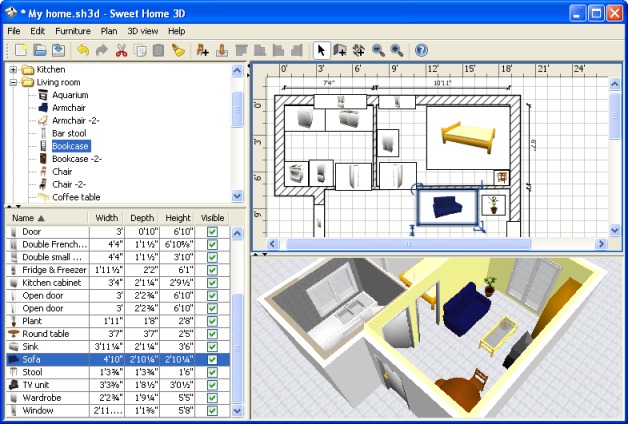 * My home.sh3d - Sweet Home 3D
File Edit Furniture Plan 3D view Help
Kitchen
Living room
Aquarium
Armchair
Armchair -2-
Bar stool
Bookcase
Bookcase -2-
Chair
Chair -2-
Coffee table
0' 3' 6' 9' 12' 15' 18' 21' 24'
7'4" 10'11"
0'
3'
6'
9'
6'7"
Name Width Depth Height Visible
Door 3' 0'10" 6'10"
Double French... 4'4" 1'1½" 6'10⅝"
Double small ... 4'4" 1'1½" 3'10"
Fridge & Freezer 1'11½" 2'2" 6'1"
Kitchen cabinet 3'4" 2'1½" 2'9½"
Open door 3' 2'2¾" 6'10"
Open door 3' 2'2¾" 6'10"
Plant 1'11" 1'8" 2'8"
Round table 3'7" 3'7" 2'5"
Sink 3'11¼" 2'1¼" 3'6"
Sofa 4'10" 2'10¼" 2'10¼"
Stool 1'3¾" 1'3¾" 1'6"
TV unit 3'3⅜" 1'8½" 3'0½"
Wardrobe 2'2¾" 1'9¼" 5'5"
Window 2'11.... 1'1⅜" 5'8"